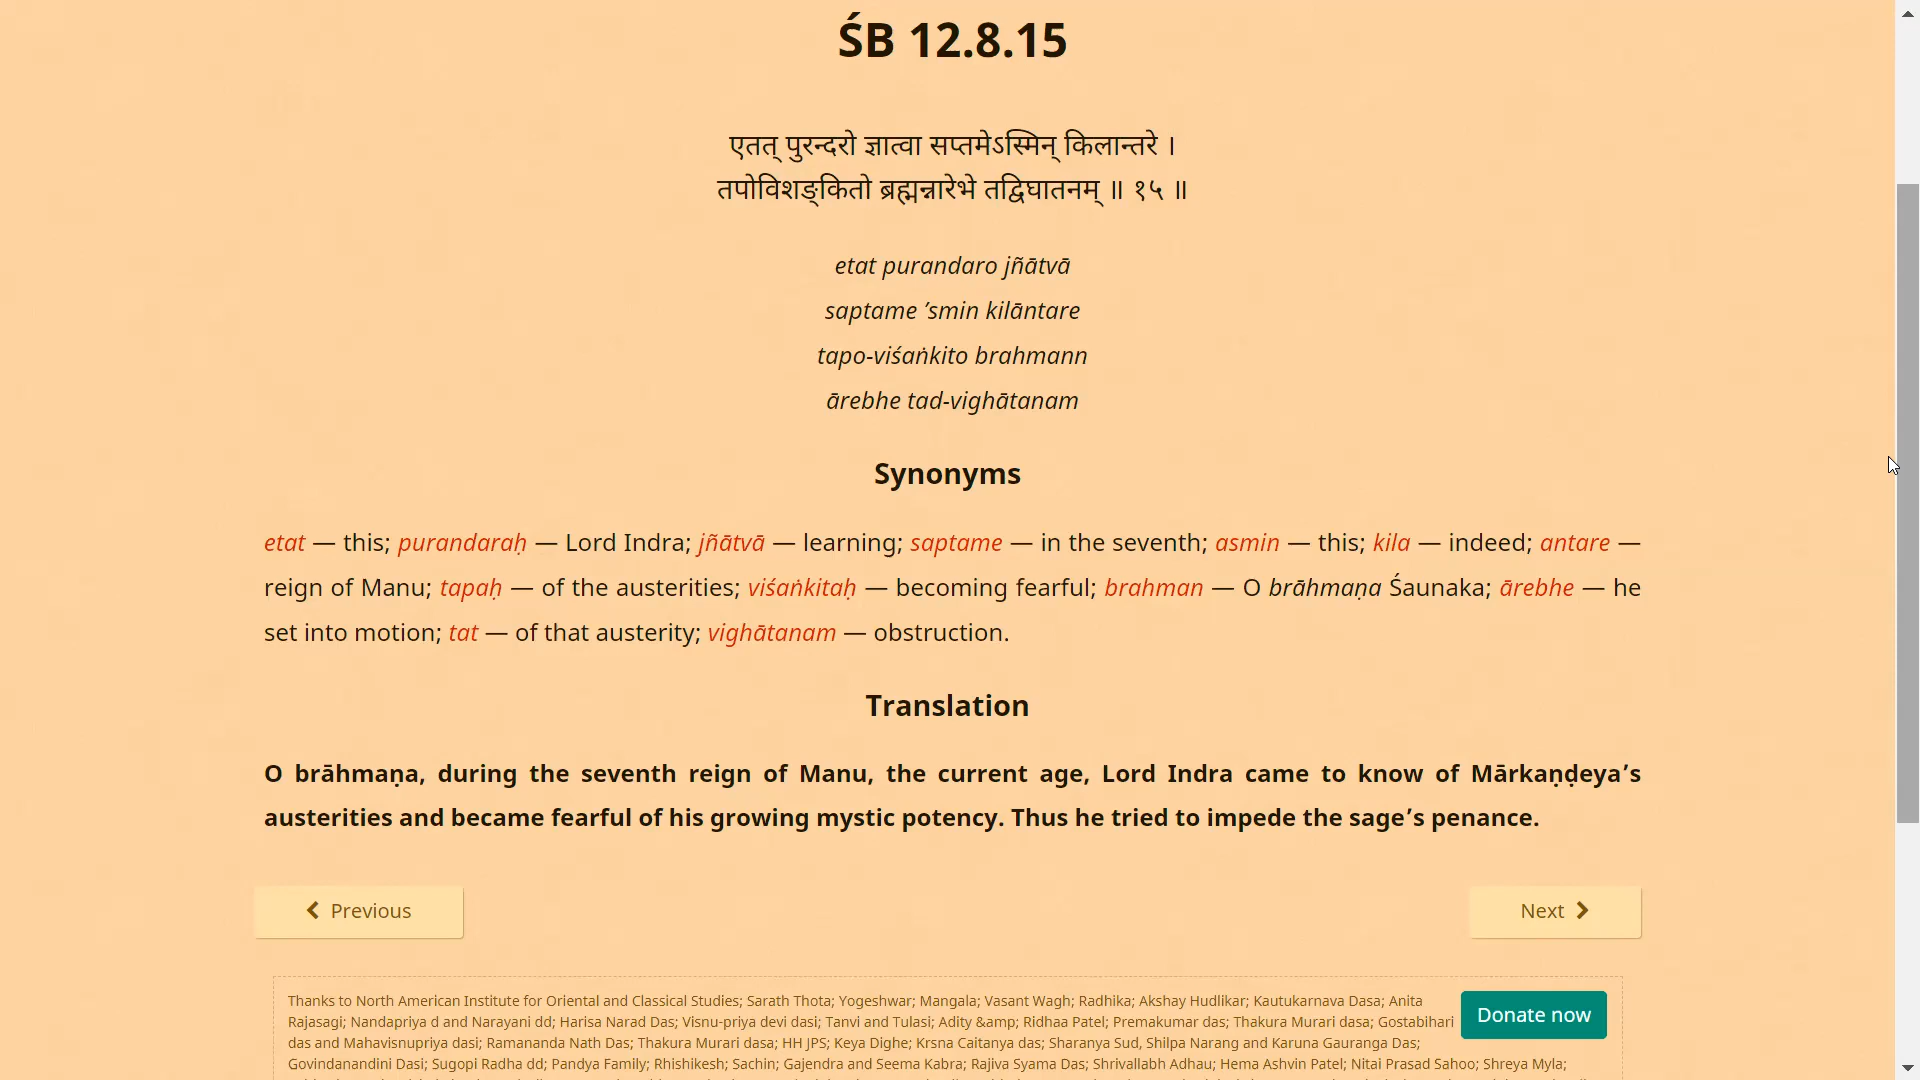 ŚB 12.8.15
एतत् पुरन्दरो ज्ञात्वा सप्तमेऽस्मिन् किलान्तरे ।
तपोविशङ्कितो ब्रह्मन्नारेभे तद्विघातनम् ॥ १५ ॥
etat purandaro jñātvā
saptame ’smin kilāntare
tapo-viśaṅkito brahmann
ārebhe tad-vighātanam
Synonyms
etat — this; purandaraḥ — Lord Indra; jñātvā — learning; saptame — in the seventh; asmin — this; kila — indeed; antare —
reign of Manu; tapaḥ — of the austerities; viśaṅkitaḥ — becoming fearful; brahman — O brāhmaṇa Śaunaka; ārebhe — he
set into motion; tat — of that austerity; vighātanam — obstruction.
Translation
O brāhmaṇa, during the seventh reign of Manu, the current age, Lord Indra came to know of Mārkaṇḍeya’s
austerities and became fearful of his growing mystic potency. Thus he tried to impede the sage’s penance.
Previous
Next
Thanks to North American Institute for Oriental and Classical Studies; Sarath Thota; Yogeshwar; Mangala; Vasant Wagh; Radhika; Akshay Hudlikar; Kautukarnava Dasa; Anita
Rajasagi; Nandapriya d and Narayani dd; Harisa Narad Das; Visnu-priya devi dasi; Tanvi and Tulasi; Adity &amp; Ridhaa Patel; Premakumar das; Thakura Murari dasa; Gostabihari
das and Mahavisnupriya dasi; Ramananda Nath Das; Thakura Murari dasa; HH JPS; Keya Dighe; Krsna Caitanya das; Sharanya Sud, Shilpa Narang and Karuna Gauranga Das;
Govindanandini Dasi; Sugopi Radha dd; Pandya Family; Rhishikesh; Sachin; Gajendra and Seema Kabra; Rajiva Syama Das; Shrivallabh Adhau; Hema Ashvin Patel; Nitai Prasad Sahoo; Shreya Myla;
Donate now